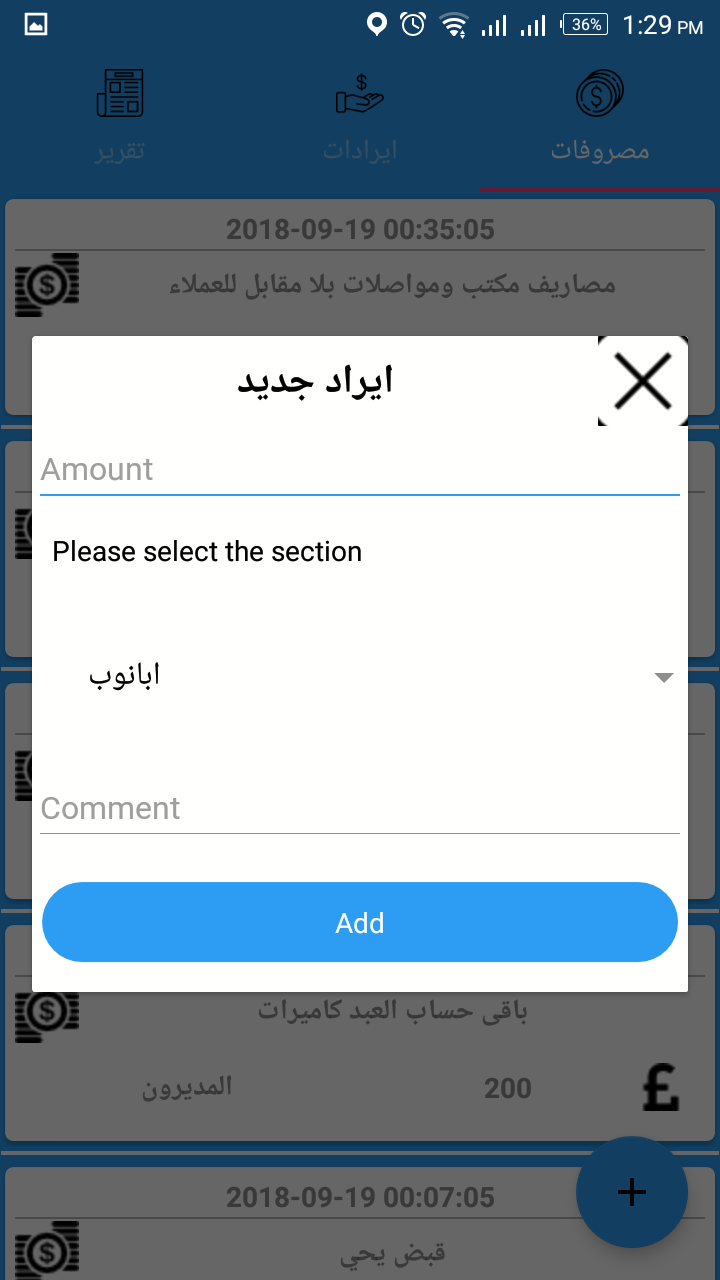 36% 1:29 PM
تقرير ايرادات مصروفات
2018-09-19 00:35:05
مصاريف مكتب ومواصلات بلا مقابل للعملاء
ايراد جديد
Amount
Please select the section
ابانوب
Comment
Add
باقى حساب العبد كاميرات
المديرون 200 £
+
2018-09-19 00:07:05
قبض يحي